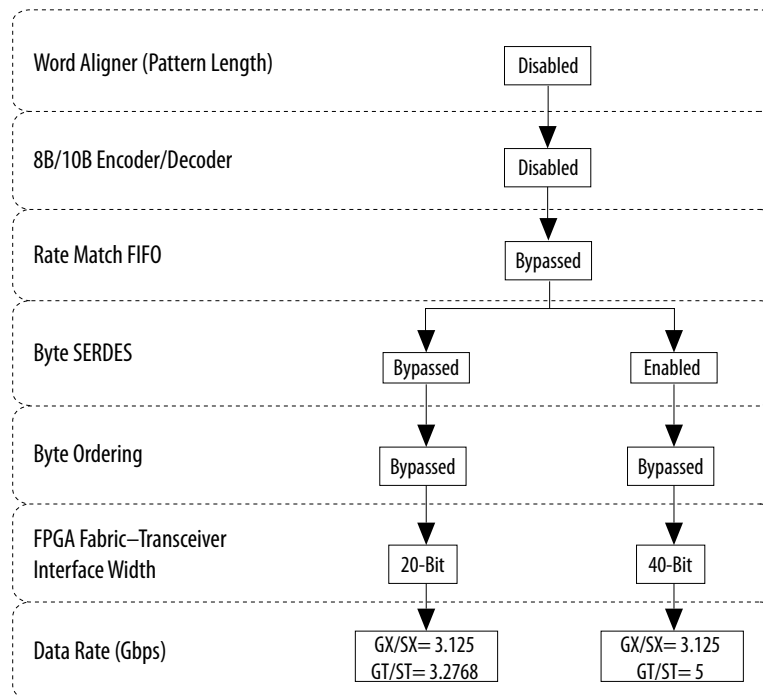 Word Aligner (Pattern Length)
Disabled
8B/10B Encoder/Decoder
Disabled
Rate Match FIFO
Bypassed
Byte SERDES
Bypassed
Enabled
Byte Ordering
Bypassed
Bypassed
FPGA Fabric–Transceiver
Interface Width
20-Bit
40-Bit
Data Rate (Gbps)
GX/SX= 3.125
GT/ST= 3.2768
GX/SX= 3.125
GT/ST= 5